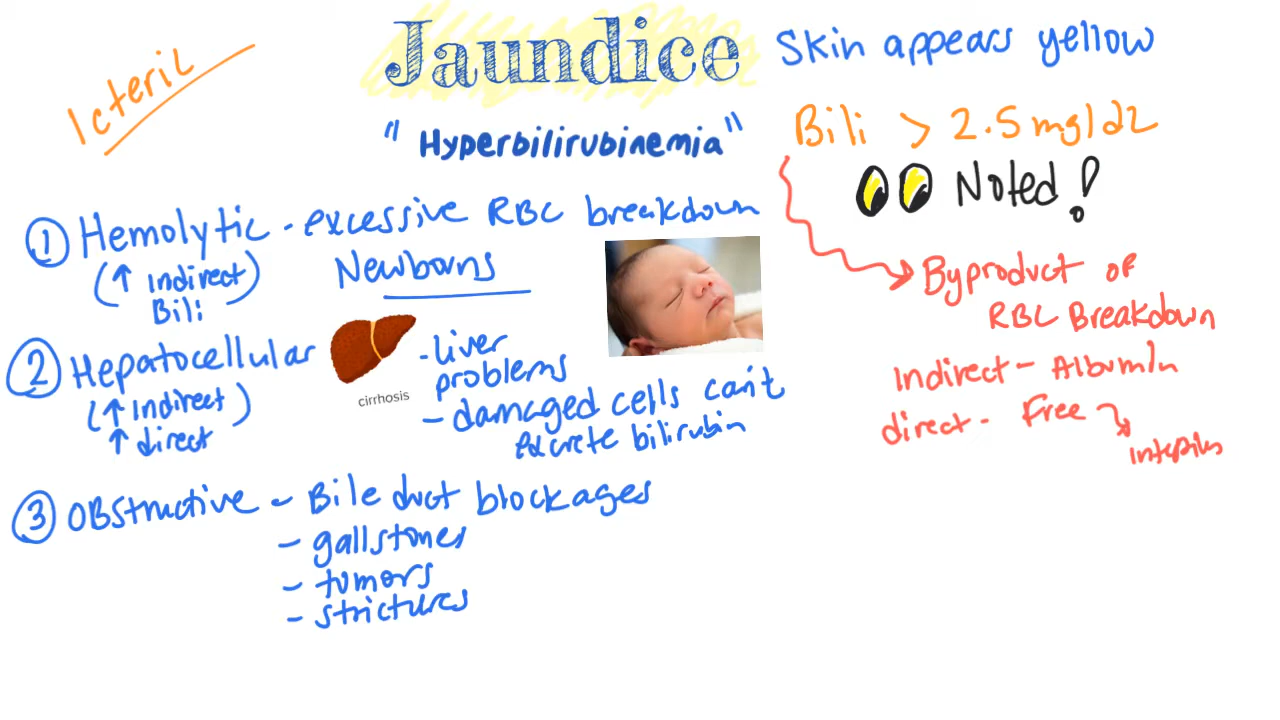 Icteric
Jaundice
Skin appears yellow
"Hyperbilirubinemia"
Bili > 2.5 mg/dL
Noted!
① Hemolytic - excessive RBC breakdown
(↑ Indirect)
Bili
Newborns
② Hepatocellular
(↑ Indirect)
↑ direct
cirrhosis
- liver
problems
- damaged cells can't
excrete bilirubin
③ OBstructive - Bile duct blockages
- gallstones
- tumors
- strictures
Byproduct of
RBC Breakdown
Indirect - Albumin
direct - Free